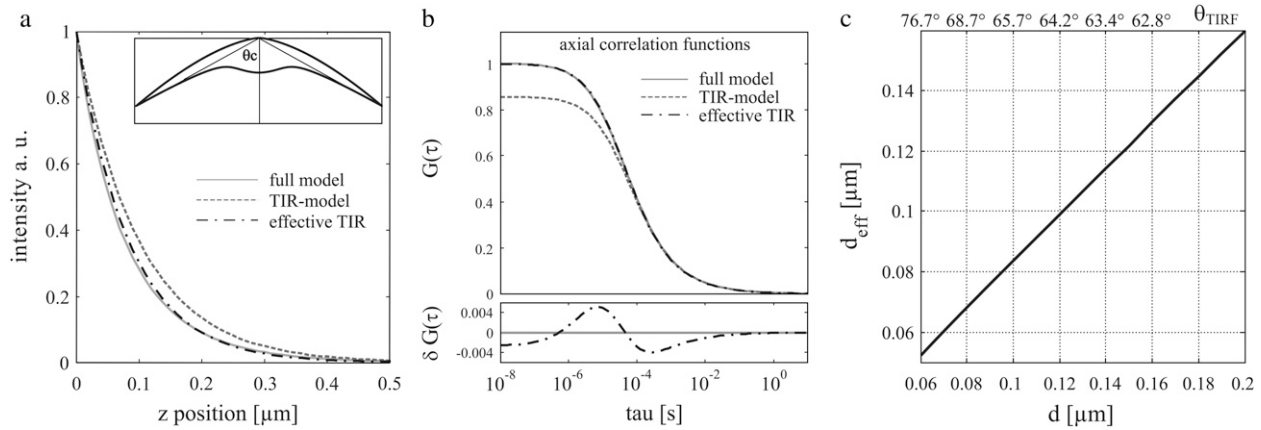 a
1
0.8
0.6
0.4
0.2
0
intensity a. u.
θc
full model
TIR-model
effective TIR
0
0.1
0.2
0.3
0.4
0.5
z position [µm]
b
axial correlation functions
full model
TIR-model
effective TIR
1
0.8
0.6
0.4
0.2
0
G(τ)
0.004
0
-0.004
δ G(τ)
10⁻⁸
10⁻⁶
10⁻⁴
10⁻²
10⁰
tau [s]
c
76.7° 68.7° 65.7° 64.2° 63.4° 62.8° θTIRF
0.14
0.12
0.1
0.08
0.06
deff [µm]
0.06 0.08 0.1 0.12 0.14 0.16 0.18 0.2
d [µm]